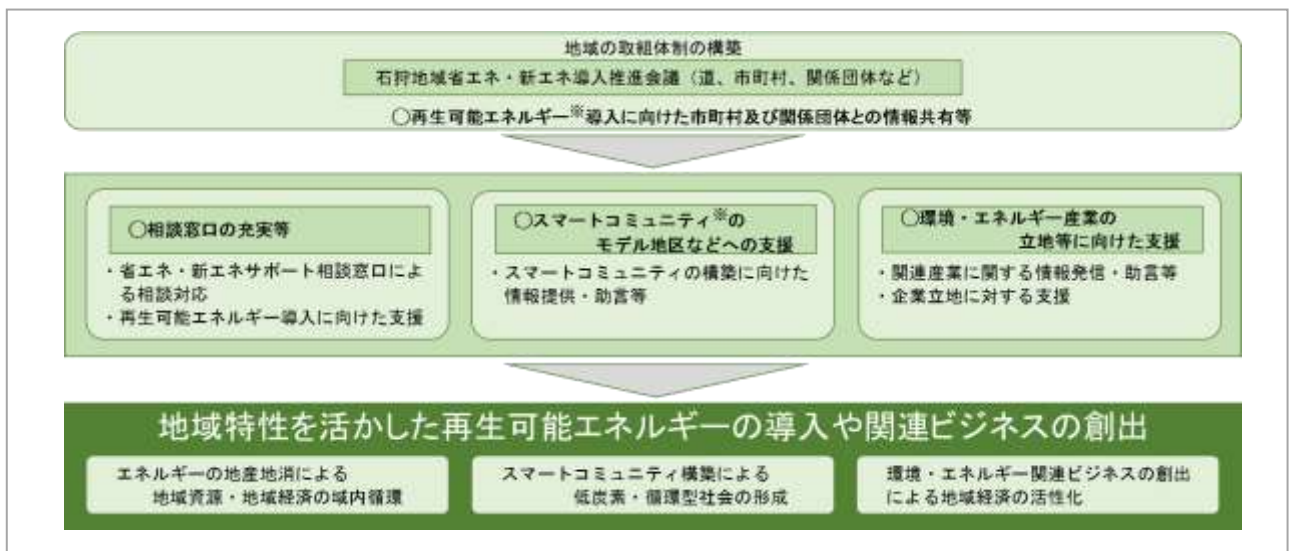 地域の取組体制の構築
石狩地域省エネ・新エネ導入推進会議（道、市町村、関係団体など）
〇再生可能エネルギー※導入に向けた市町村及び関係団体との情報共有等
〇相談窓口の充実等
・省エネ・新エネサポート相談窓口によ
る相談対応
・再生可能エネルギー導入に向けた支援
〇スマートコミュニティ※の
モデル地区などへの支援
・スマートコミュニティの構築に向けた
情報提供・助言等
〇環境・エネルギー産業の
立地等に向けた支援
・関連産業に関する情報発信・助言等
・企業立地に対する支援
地域特性を活かした再生可能エネルギーの導入や関連ビジネスの創出
エネルギーの地産地消による
地域資源・地域経済の域内循環
スマートコミュニティ構築による
低炭素・循環型社会の形成
環境・エネルギー関連ビジネスの創出
による地域経済の活性化